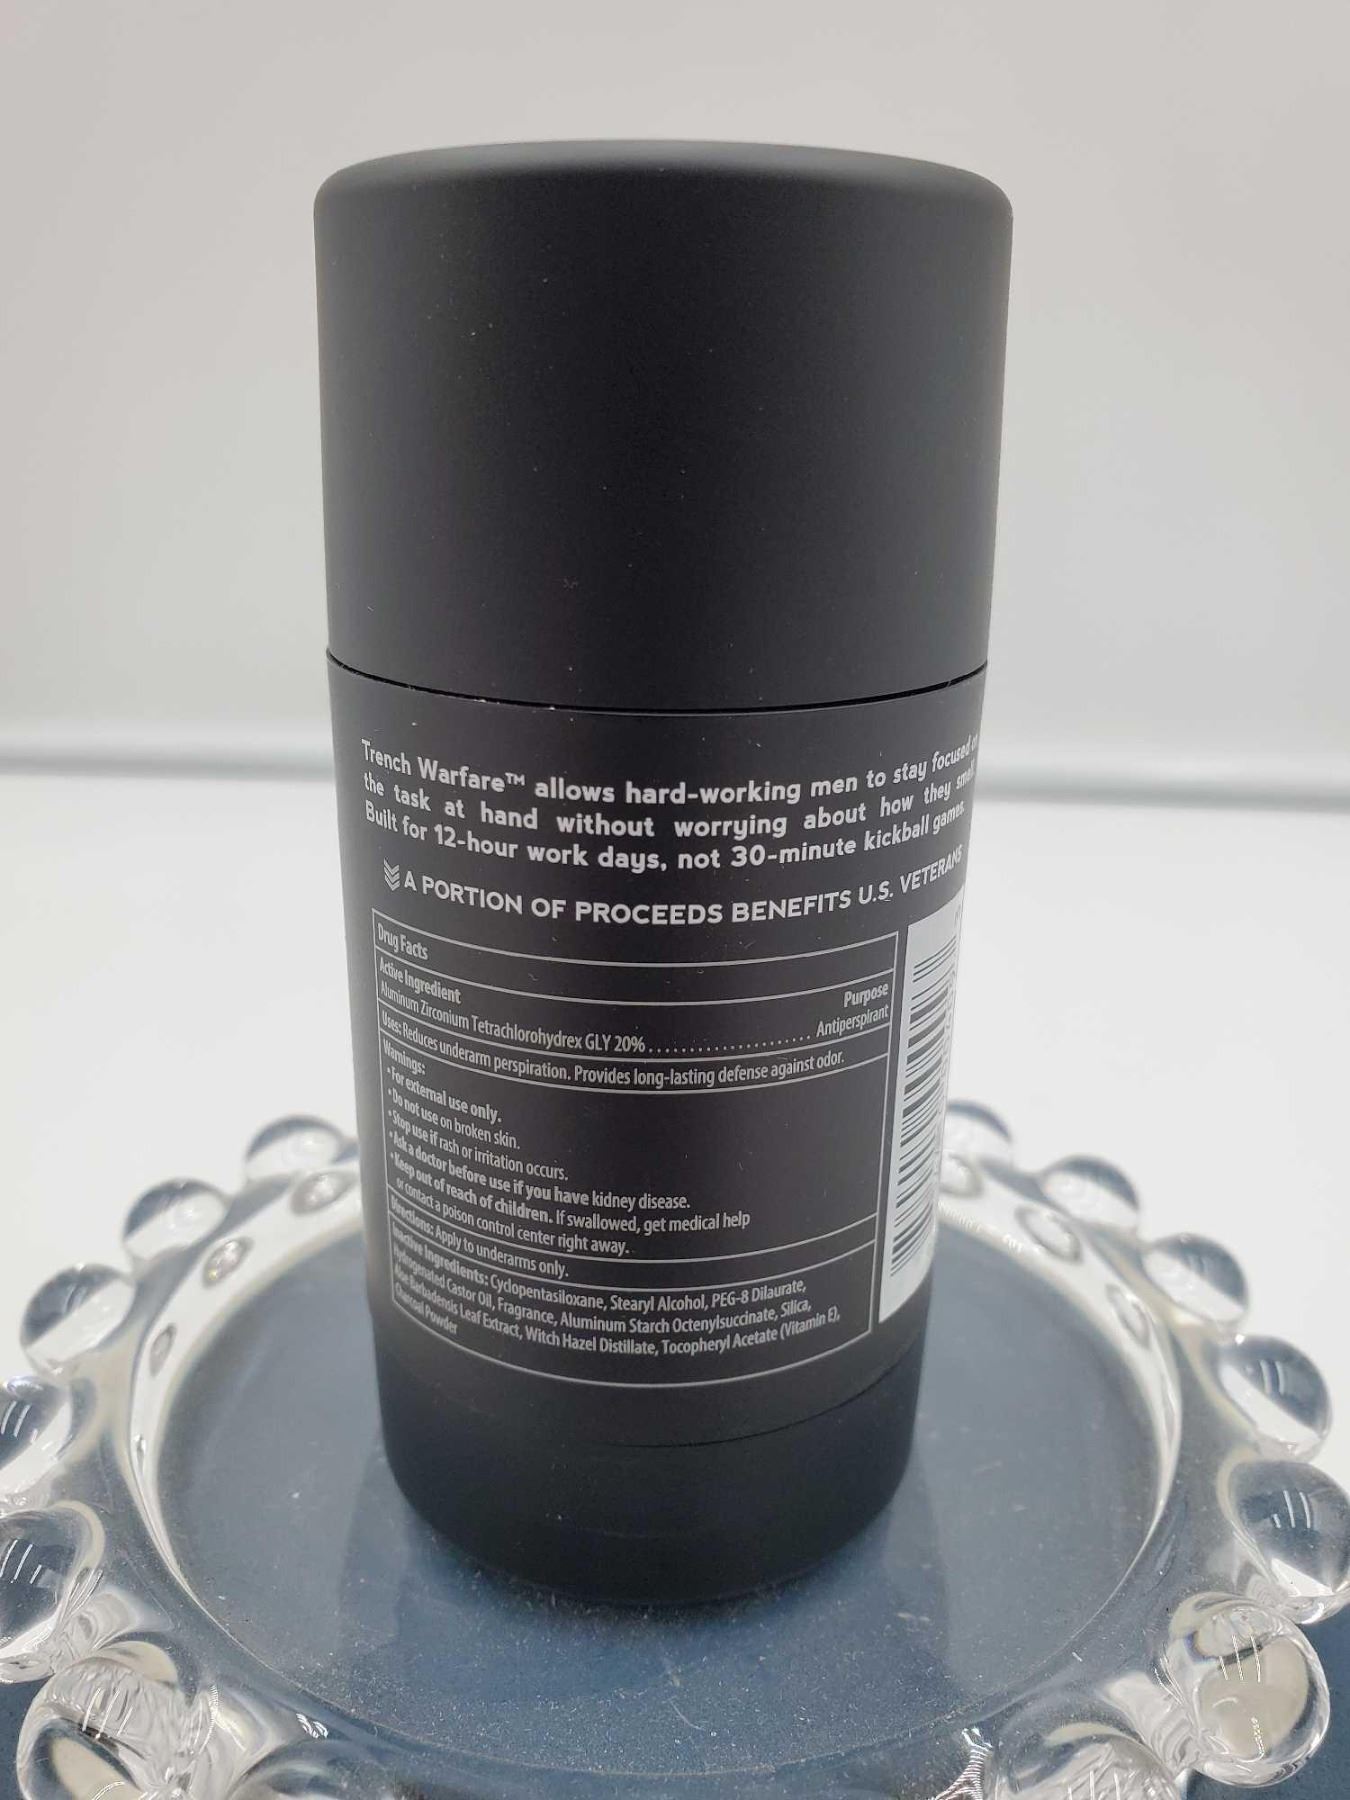 Trench Warfare™ allows hard-working men to stay focused on
the task at hand without worrying about how they smell.
Built for 12-hour work days, not 30-minute kickball games.
A PORTION OF PROCEEDS BENEFITS U.S. VETERANS
Drug Facts
Active Ingredient Purpose
Aluminum Zirconium Tetrachlorohydrex GLY 20%...................... Antiperspirant
Uses: Reduces underarm perspiration. Provides long-lasting defense against odor.
Warnings:
• For external use only.
• Do not use on broken skin.
• Stop use if rash or irritation occurs.
• Ask a doctor before use if you have kidney disease.
• Keep out of reach of children. If swallowed, get medical help
or contact a poison control center right away.
Directions: Apply to underarms only.
Inactive Ingredients: Cyclopentasiloxane, Stearyl Alcohol, PEG-8 Dilaurate,
Hydrogenated Castor Oil, Fragrance, Aluminum Starch Octenylsuccinate, Silica,
Aloe Barbadensis Leaf Extract, Witch Hazel Distillate, Tocopheryl Acetate (Vitamin E),
Charcoal Powder